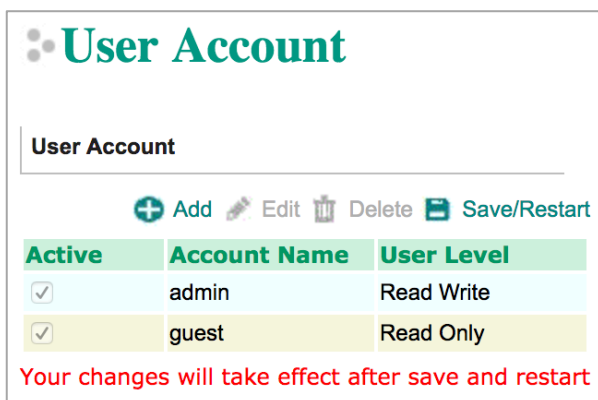 User Account
User Account
Add Edit Delete Save/Restart
Active Account Name User Level
admin Read Write
guest Read Only
Your changes will take effect after save and restart